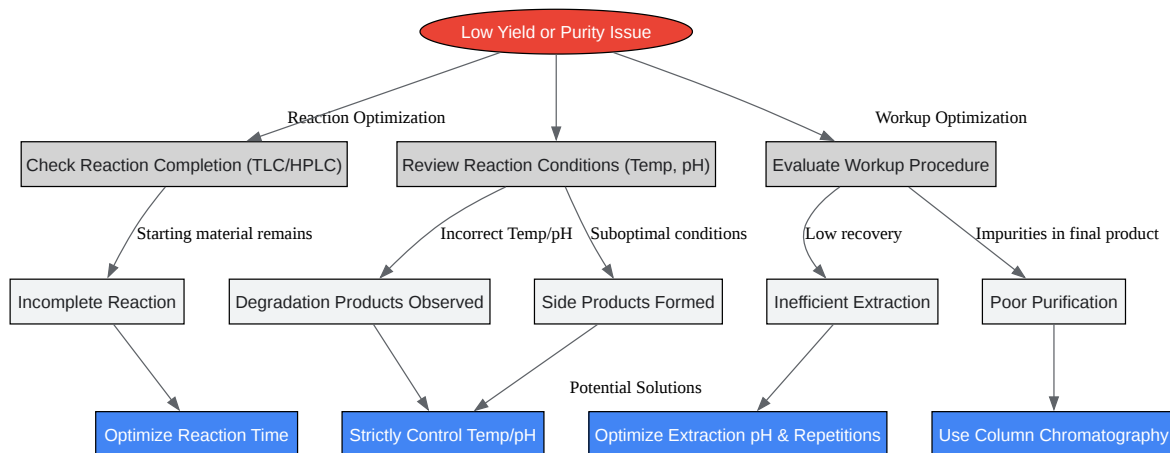 Low Yield or Purity Issue
Reaction Optimization
Workup Optimization
Check Reaction Completion (TLC/HPLC)
Review Reaction Conditions (Temp, pH)
Evaluate Workup Procedure
Starting material remains
Incorrect Temp/pH
Suboptimal conditions
Low recovery
Impurities in final product
Incomplete Reaction
Degradation Products Observed
Side Products Formed
Inefficient Extraction
Poor Purification
Potential Solutions
Optimize Reaction Time
Strictly Control Temp/pH
Optimize Extraction pH & Repetitions
Use Column Chromatography